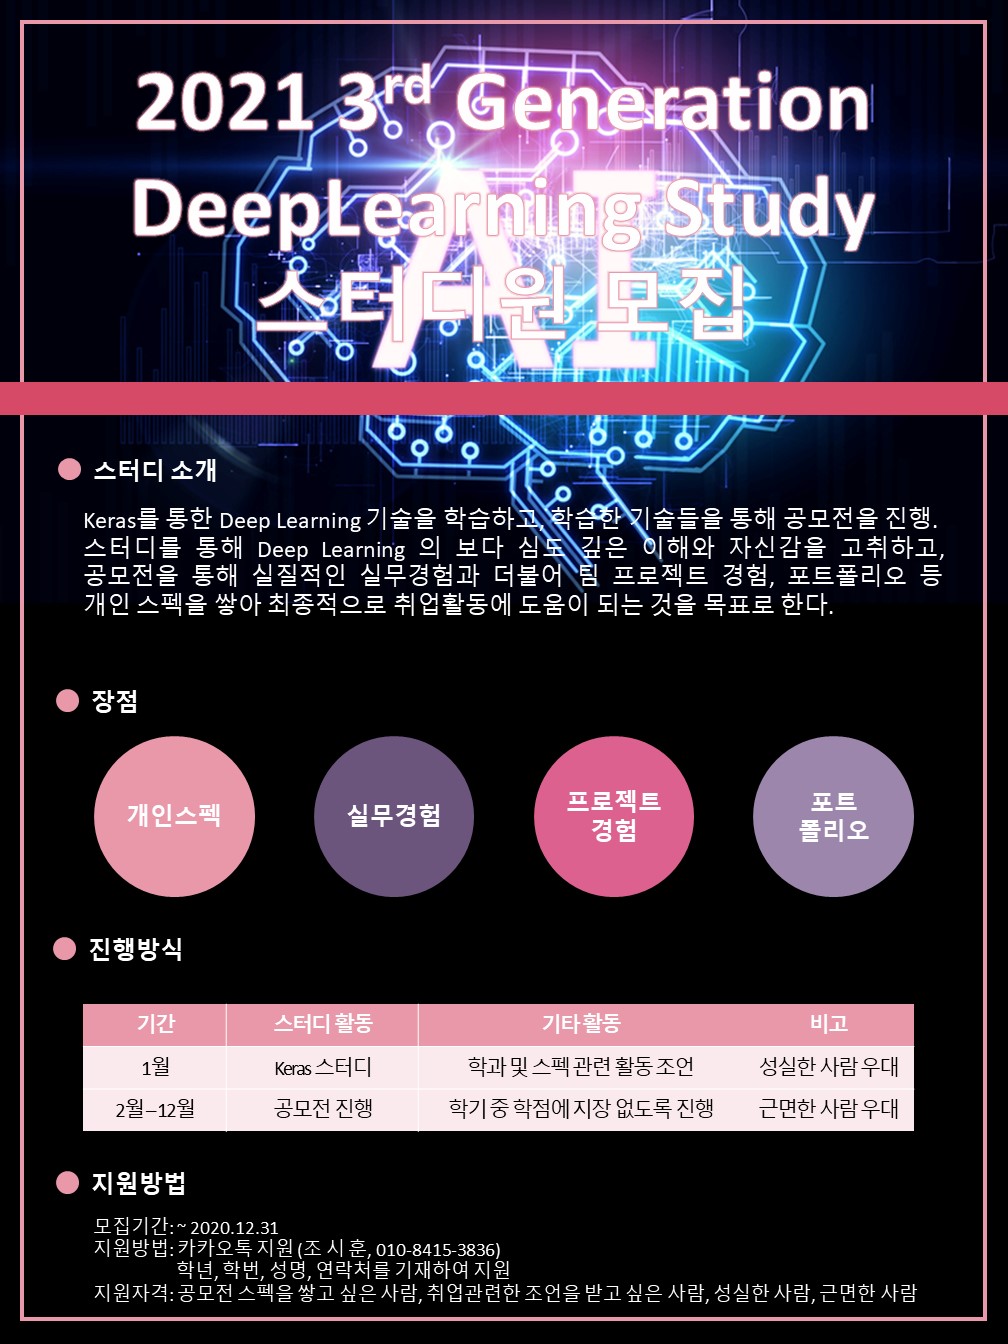 2021 3rd Generation
DeepLearning Study
스터디원 모집
AI
스터디 소개
Keras를 통한 Deep Learning 기술을 학습하고, 학습한 기술들을 통해 공모전을 진행.
스터디를 통해 Deep Learning 의 보다 심도 깊은 이해와 자신감을 고취하고,
공모전을 통해 실질적인 실무경험과 더불어 팀 프로젝트 경험, 포트폴리오 등
개인 스펙을 쌓아 최종적으로 취업활동에 도움이 되는 것을 목표로 한다.
장점
개인스펙
실무경험
프로젝트
경험
포트
폴리오
진행방식
기간 스터디 활동 기타 활동 비고
1월 Keras 스터디 학과 및 스펙 관련 활동 조언 성실한 사람 우대
2월–12월 공모전 진행 학기 중 학점에 지장 없도록 진행 근면한 사람 우대
지원방법
모집기간: ~ 2020.12.31
지원방법: 카카오톡 지원 (조 시 훈, 010-8415-3836)
학년, 학번, 성명, 연락처를 기재하여 지원
지원자격: 공모전 스펙을 쌓고 싶은 사람, 취업관련한 조언을 받고 싶은 사람, 성실한 사람, 근면한 사람